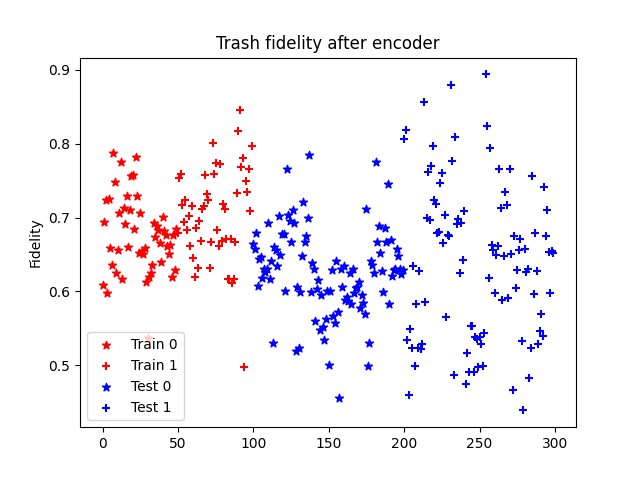 Trash fidelity after encoder
Fidelity
0.9
0.8
0.7
0.6
0.5
Train 0
Train 1
Test 0
Test 1
0 50 100 150 200 250 300